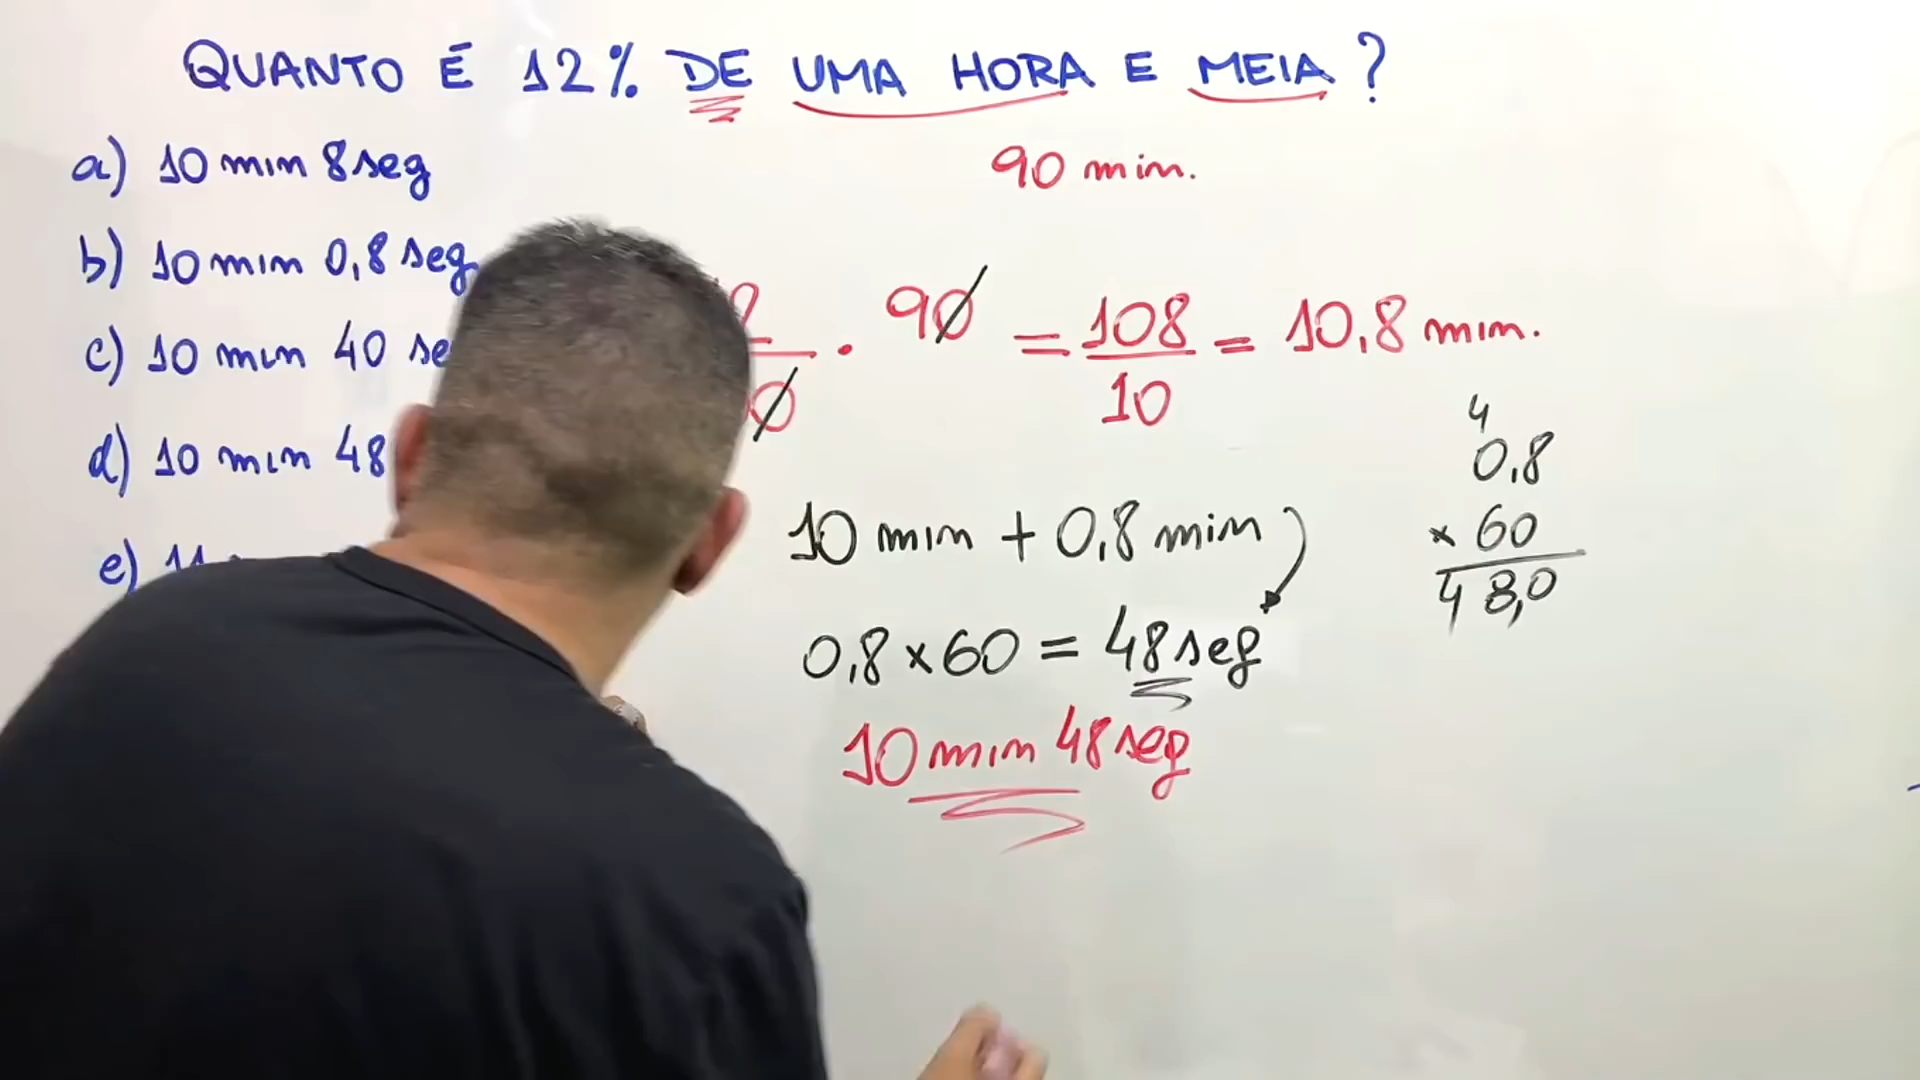 QUANTO É 12% DE UMA HORA E MEIA?
90 min.
a) 10 min 8 seg
b) 10 min 0,8 seg
c) 10 min 40
d) 10 min 48
e) 11
. 90 = 108 = 10,8 min.
10
10 min + 0,8 min
0,8 x 60 = 48 seg
10 min 48 seg
4
0,8
x 60
48,0